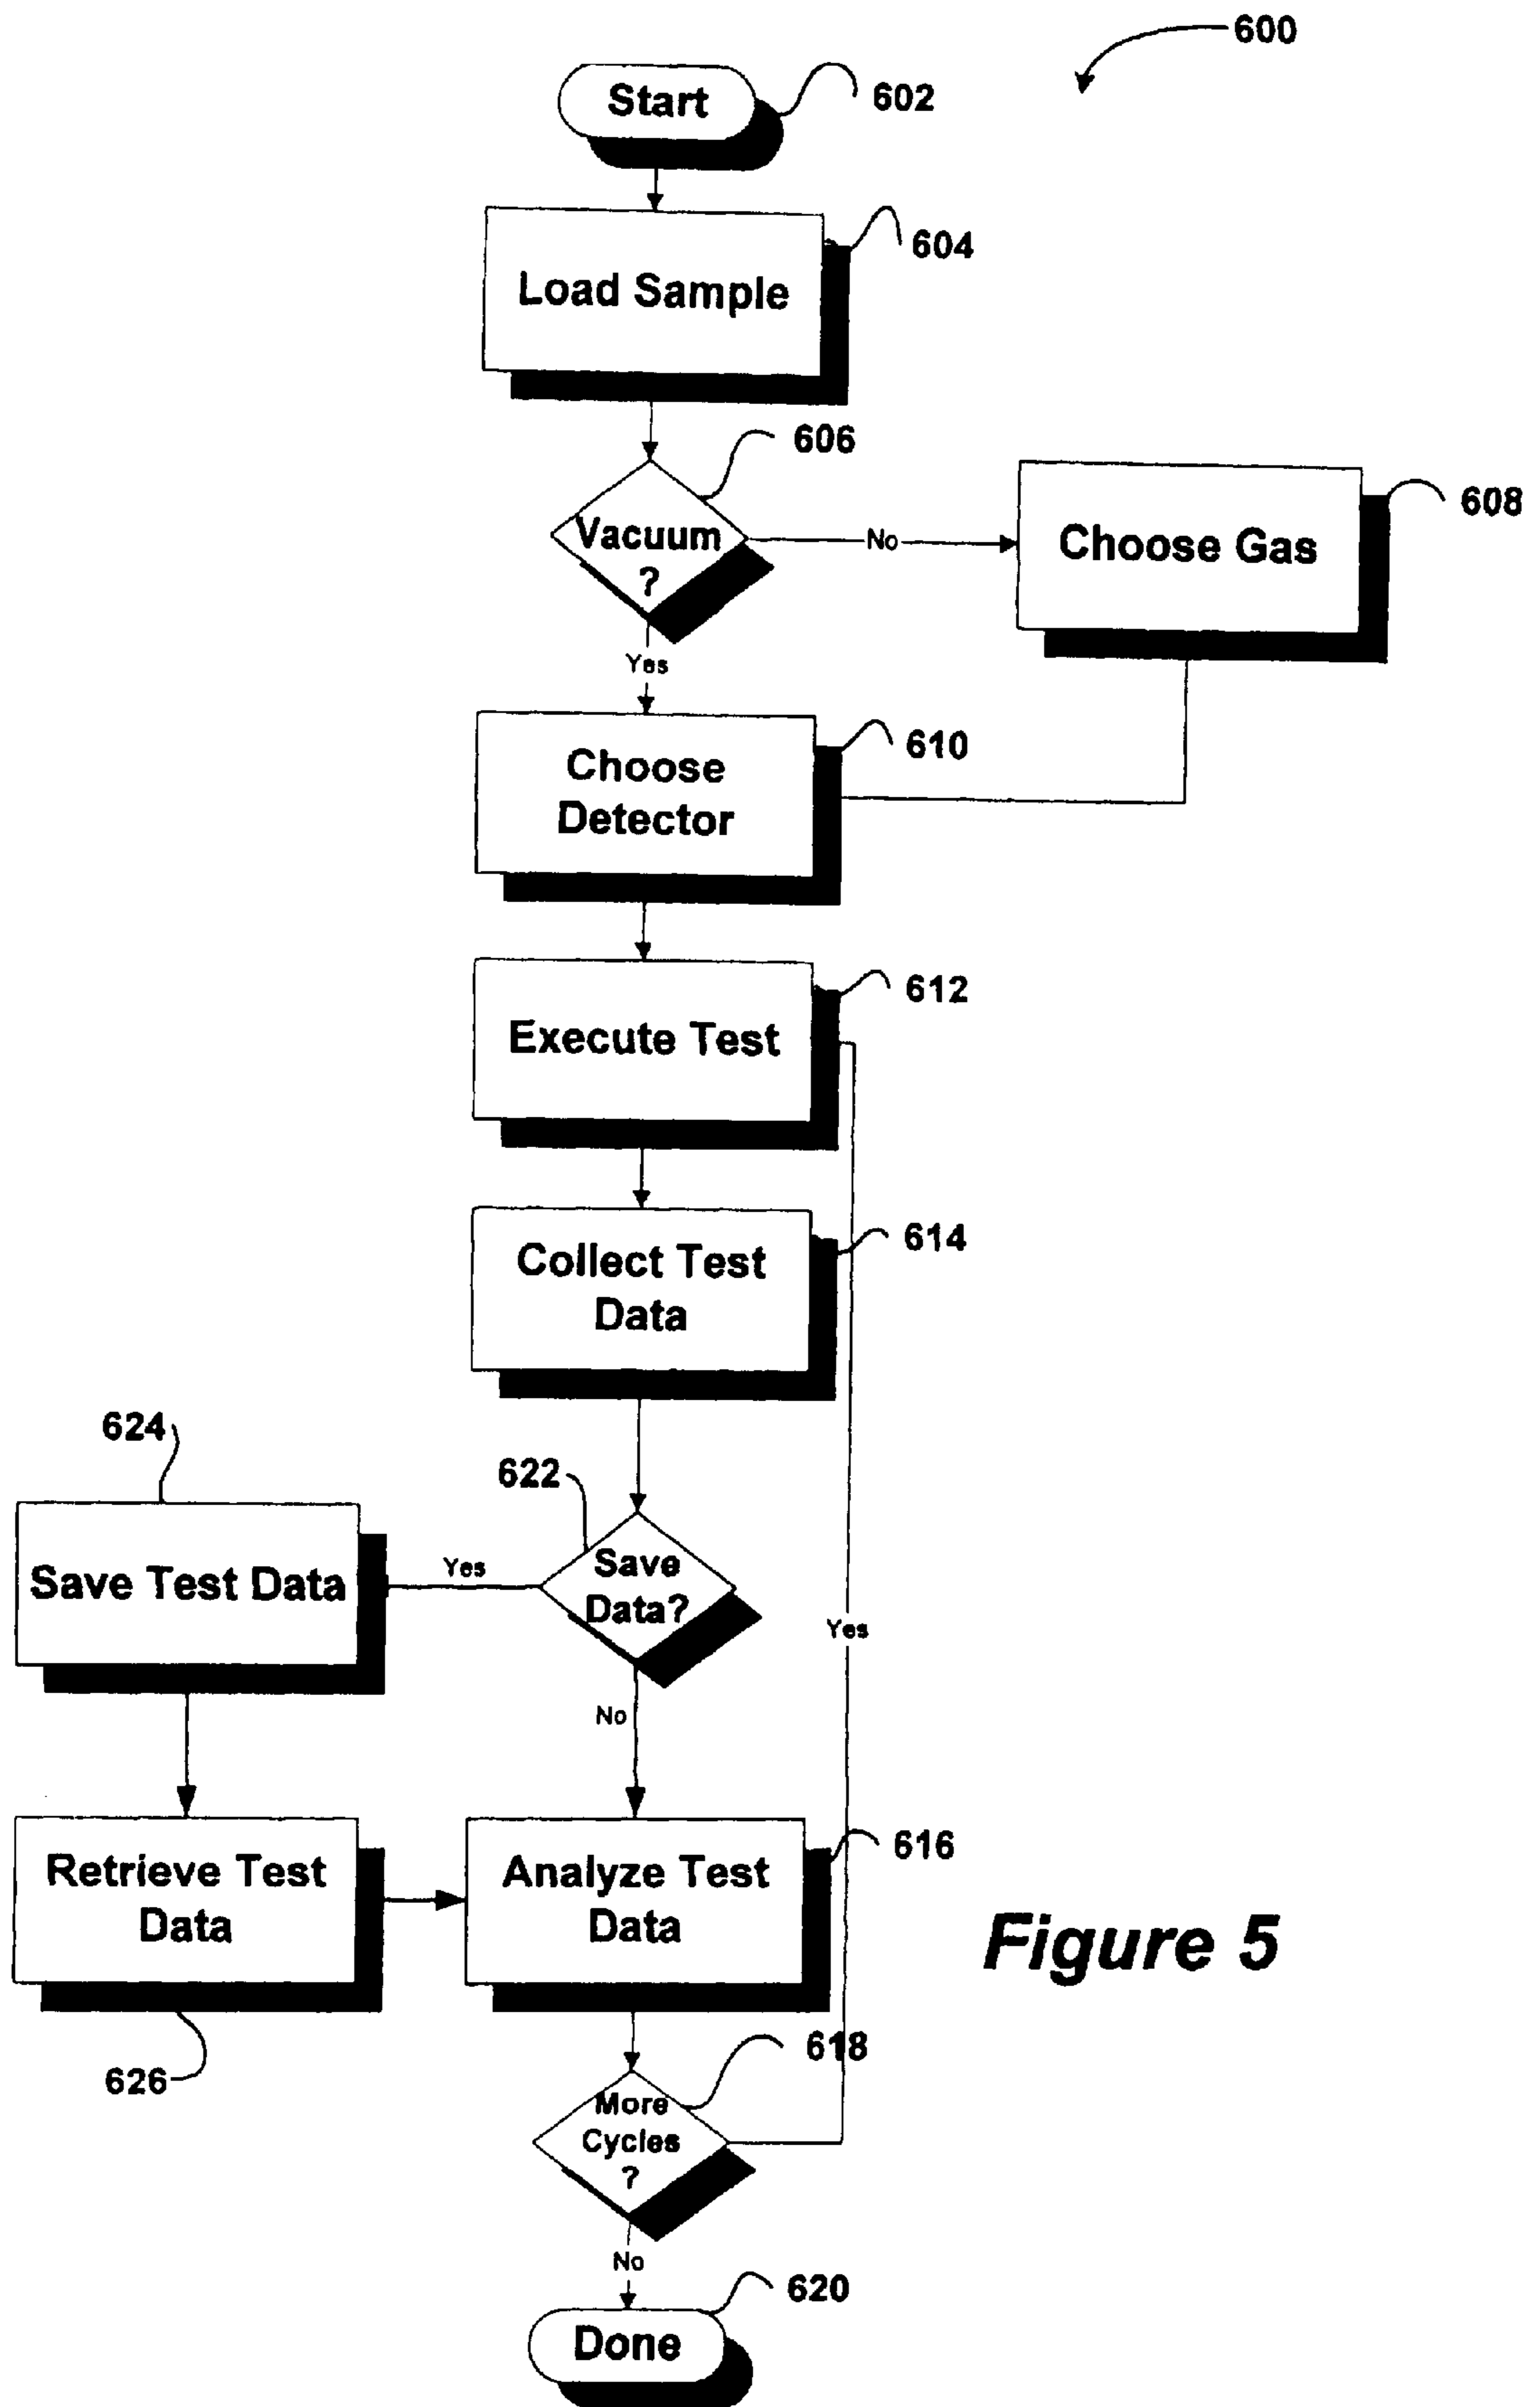 600
Start
602
Load Sample
604
606
Vacuum
?
No
Choose Gas
608
Yes
Choose
Detector
610
Execute Test
612
Collect Test
Data
614
624
622
Save Test Data
Yes
Save
Data?
Yes
No
Retrieve Test
Data
Analyze Test
Data
616
Figure 5
626
618
More
Cycles
?
No
620
Done